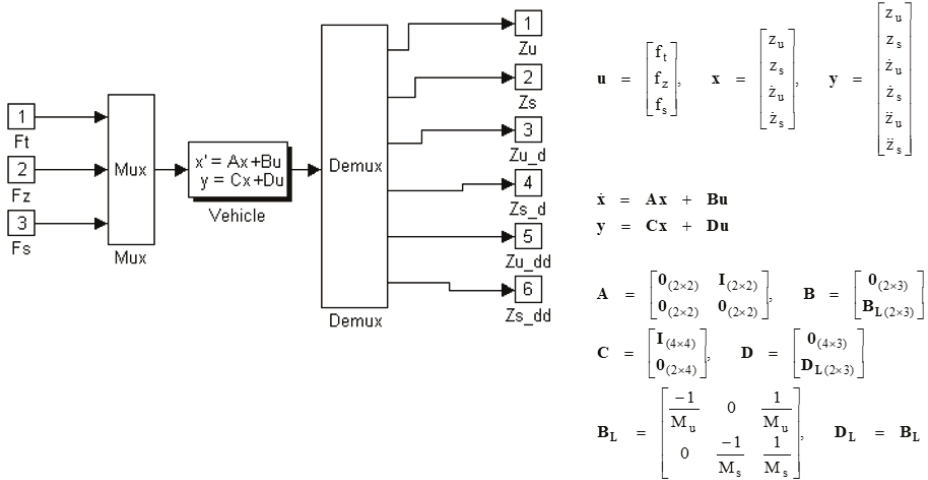 1
Ft
2
Fz
3
Fs
Mux
Mux
x' = Ax+Bu
y = Cx+Du
Vehicle
Demux
Demux
1
Zu
2
Zs
3
Zu_d
4
Zs_d
5
Zu_dd
6
Zs_dd
u = [f_t f_z f_s], x = [z_u z_s ż_u ż_s], y = [z_u z_s ż_u ż_s z̈_u z̈_s]
ẋ = Ax + Bu
y = Cx + Du
A = [0_(2×2) I_(2×2) 0_(2×2) 0_(2×2)], B = [0_(2×3) B_L(2×3)]
C = [I_(4×4) 0_(2×4)], D = [0_(4×3) D_L(2×3)]
B_L = [-1/M_u 0 1/M_u 0 -1/M_s 1/M_s], D_L = B_L